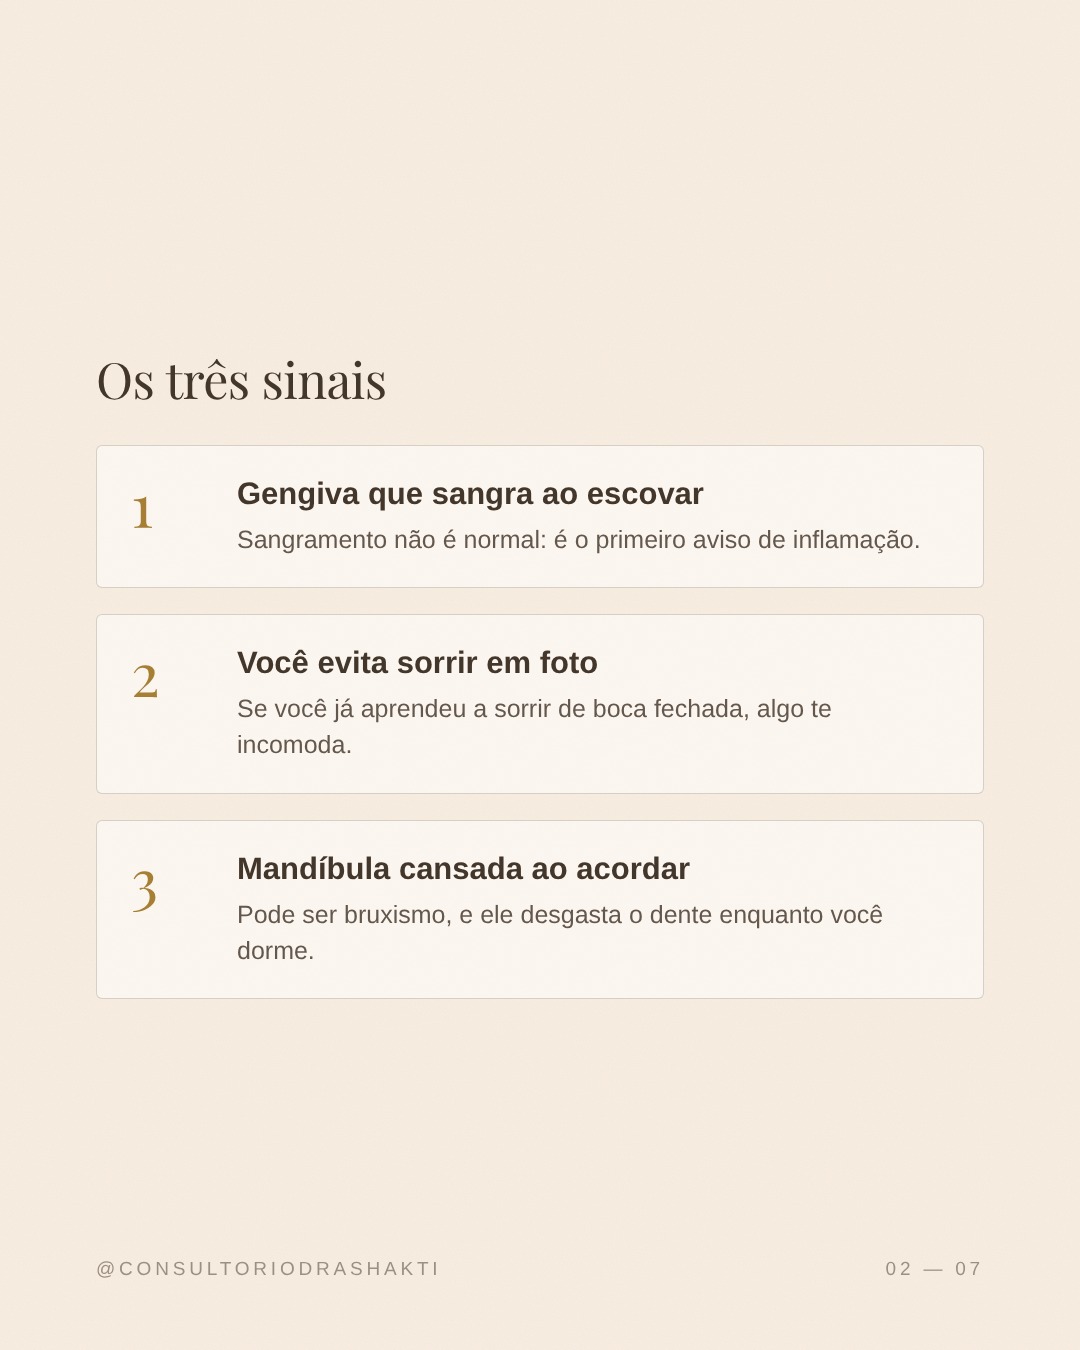 Os três sinais
1
Gengiva que sangra ao escovar
Sangramento não é normal: é o primeiro aviso de inflamação.
2
Você evita sorrir em foto
Se você já aprendeu a sorrir de boca fechada, algo te
incomoda.
3
Mandíbula cansada ao acordar
Pode ser bruxismo, e ele desgasta o dente enquanto você
dorme.
@CONSULTORIODRASHAKTI
02 — 07